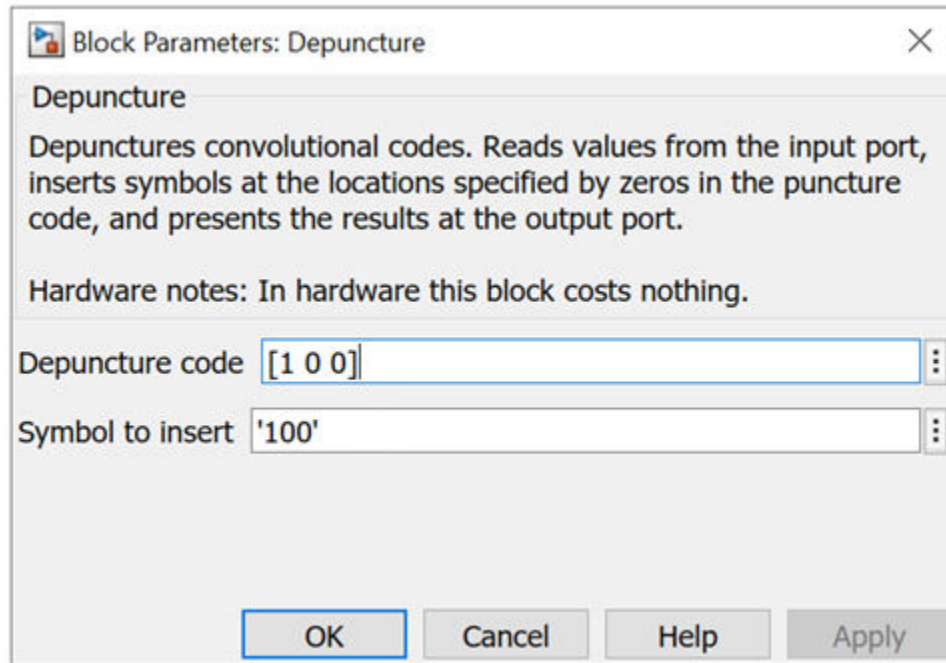 Block Parameters: Depuncture
Depuncture
Depunctures convolutional codes. Reads values from the input port,
inserts symbols at the locations specified by zeros in the puncture
code, and presents the results at the output port.
Hardware notes: In hardware this block costs nothing.
Depuncture code [1 0 0]
Symbol to insert '100'
OK Cancel Help Apply